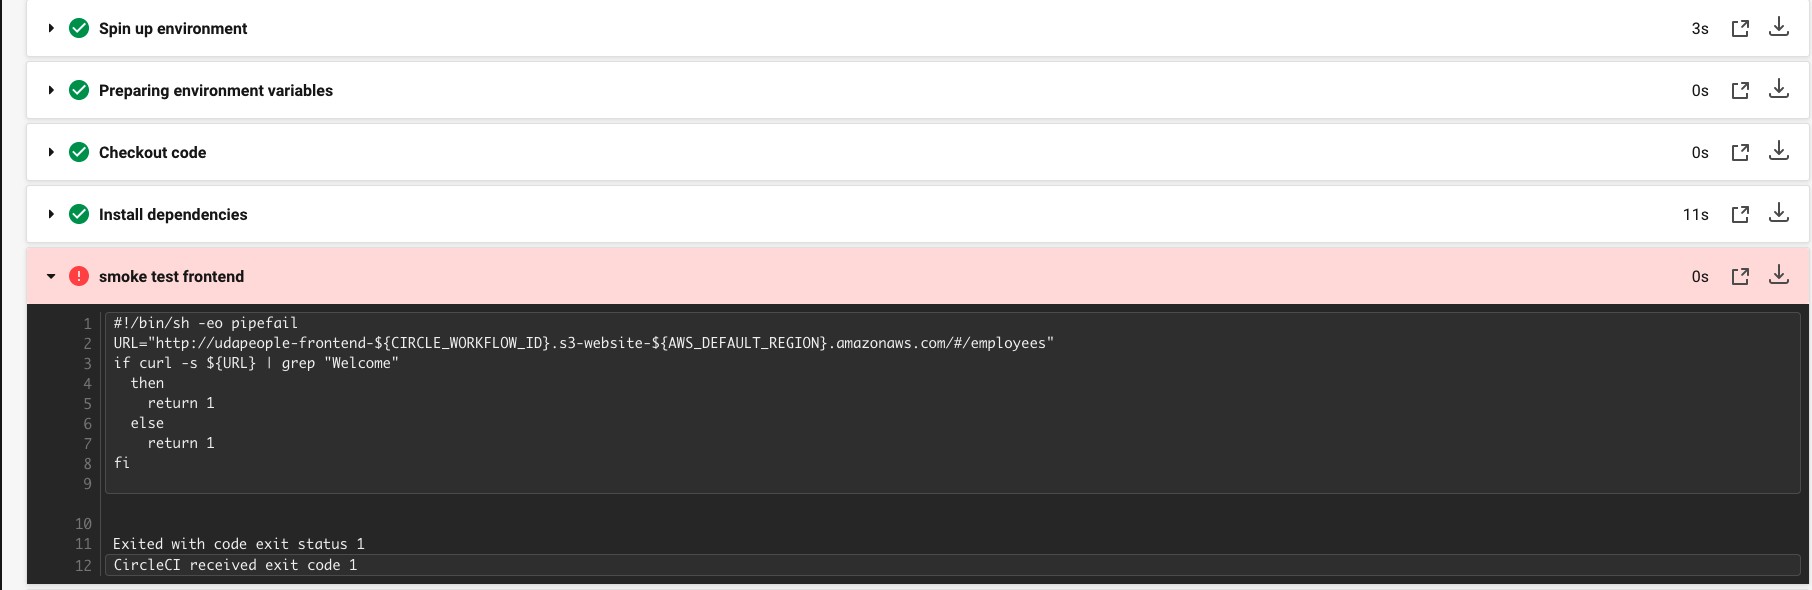 Spin up environment 3s
Preparing environment variables 0s
Checkout code 0s
Install dependencies 11s
! smoke test frontend 0s
1 #!/bin/sh -eo pipefail
2 URL="http://udapeople-frontend-${CIRCLE_WORKFLOW_ID}.s3-website-${AWS_DEFAULT_REGION}.amazonaws.com/#/employees"
3 if curl -s ${URL} | grep "Welcome"
4   then
5     return 1
6   else
7     return 1
8 fi
9
10
11 Exited with code exit status 1
12 CircleCI received exit code 1